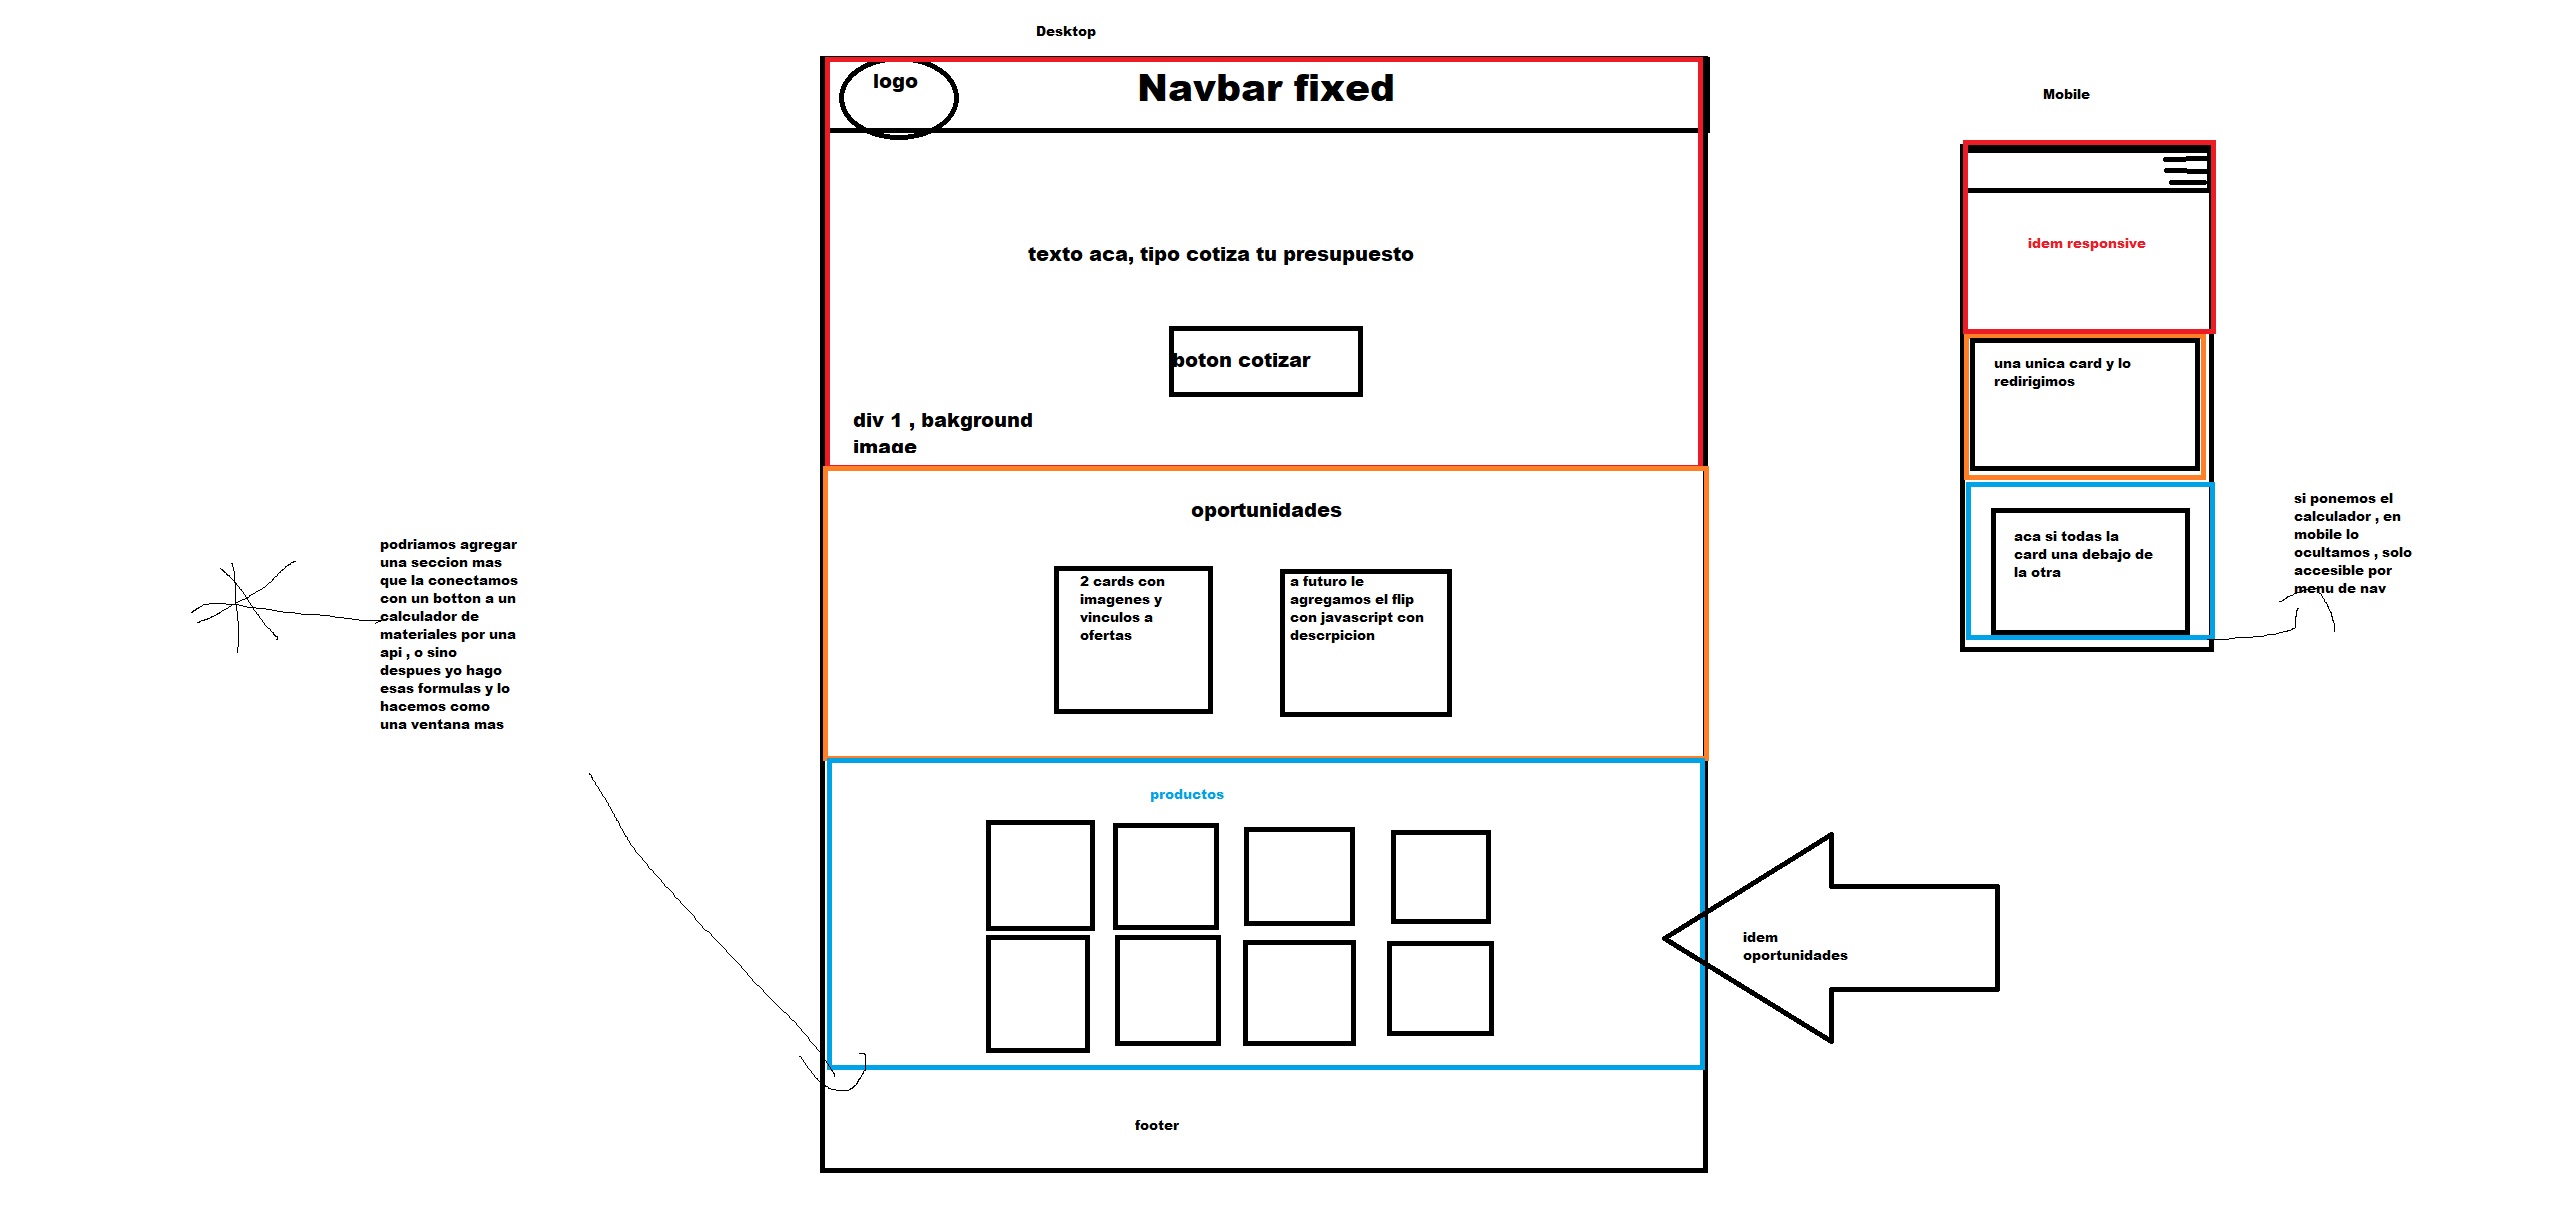 Desktop
logo
Navbar fixed
texto aca, tipo cotiza tu presupuesto
boton cotizar
div 1 , bakground
image
oportunidades
2 cards con
imagenes y
vinculos a
ofertas
a futuro le
agregamos el flip
con javascript con
descrpicion
productos
footer
podriamos agregar
una seccion mas
que la conectamos
con un botton a un
calculador de
materiales por una
api , o sino
despues yo hago
esas formulas y lo
hacemos como
una ventana mas
idem
oportunidades
Mobile
idem responsive
una unica card y lo
redirigimos
aca si todas la
card una debajo de
la otra
si ponemos el
calculador , en
mobile lo
ocultamos , solo
accesible por
menu de nav